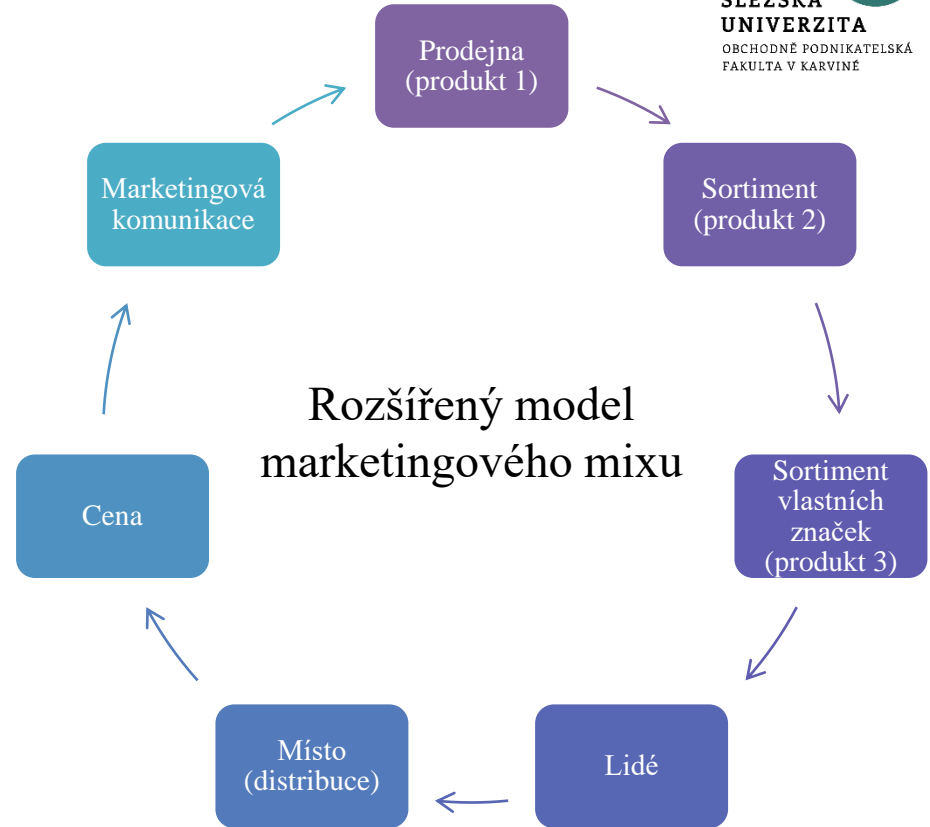 SLEZSKÁ
UNIVERZITA
OBCHODNĚ PODNIKATELSKÁ
FAKULTA V KARVINÉ
Prodejna
(produkt 1)
Sortiment
(produkt 2)
Sortiment
vlastních
značek
(produkt 3)
Lidé
Místo
(distribuce)
Cena
Marketingová
komunikace
Rozšířený model
marketingového mixu